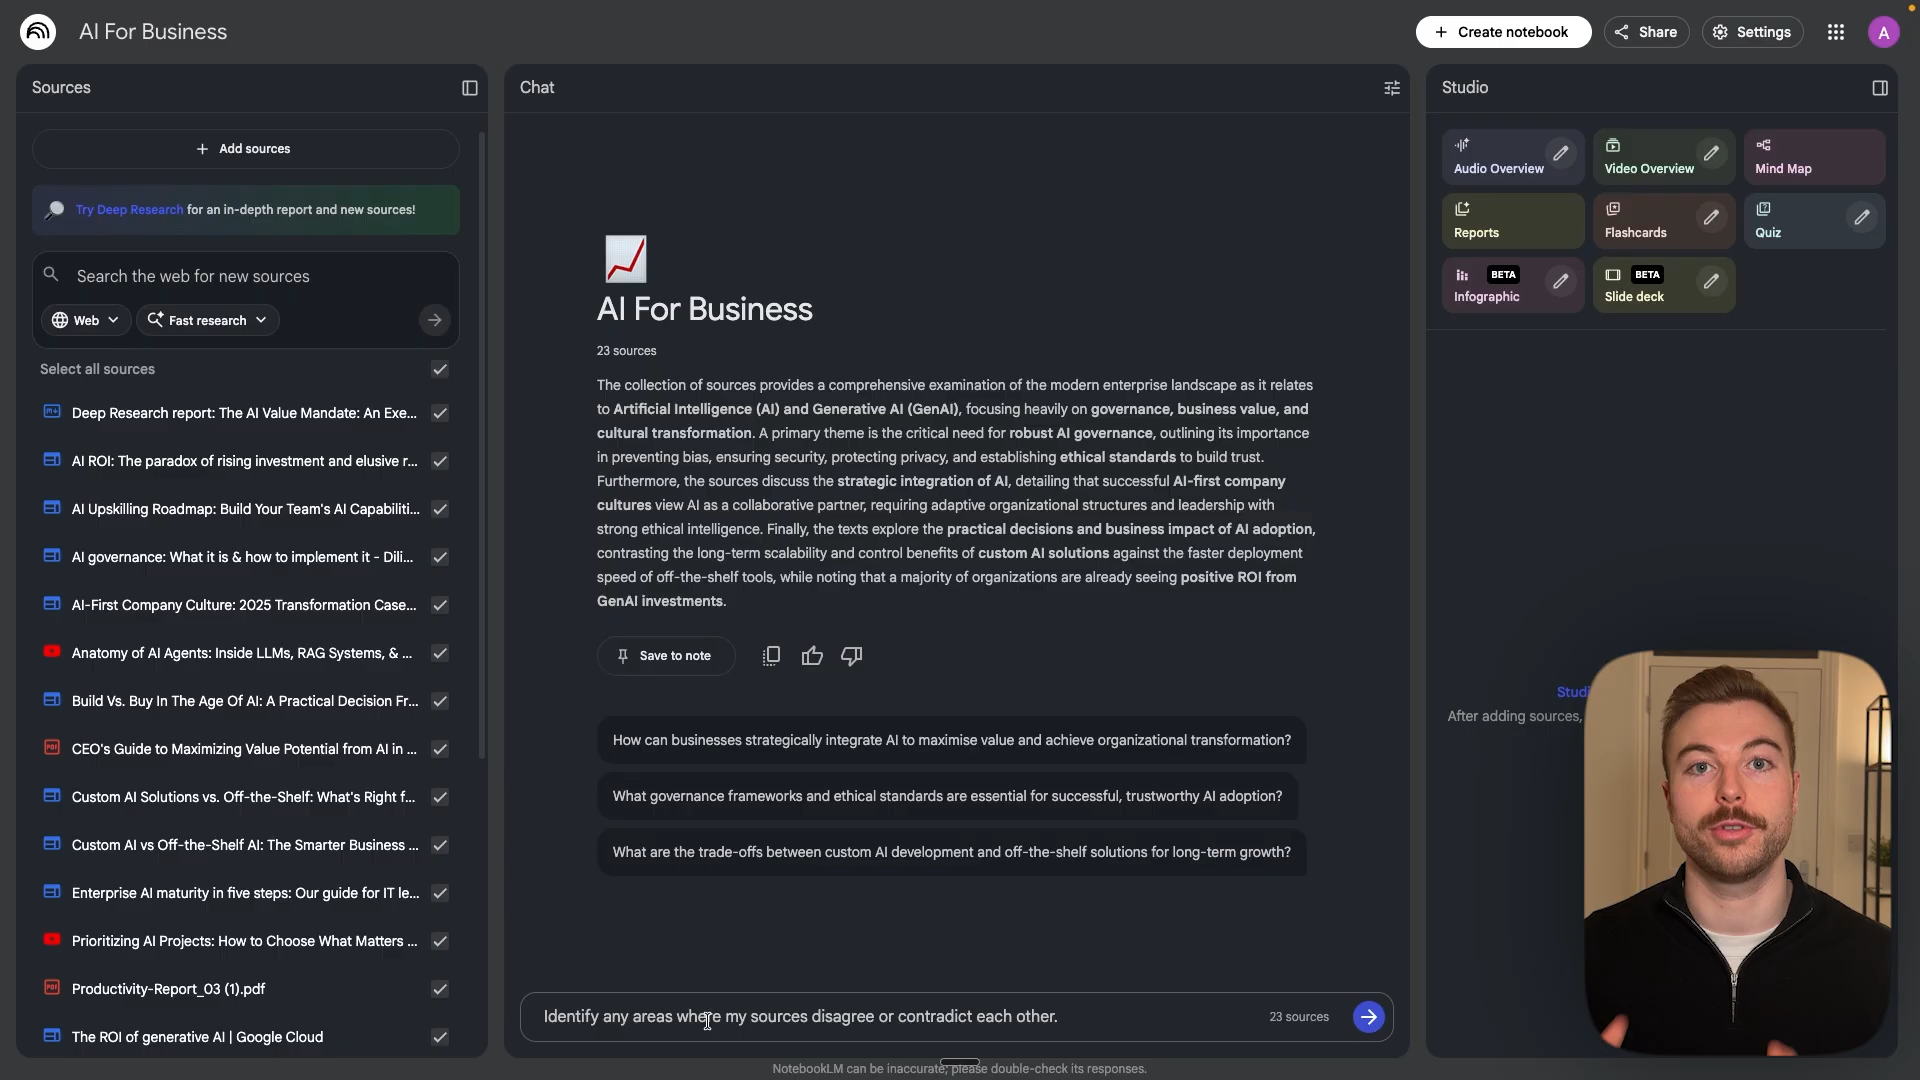 AI For Business
Create notebook
Share
Settings
A
Sources
Add sources
Try Deep Research for an in-depth report and new sources!
Search the web for new sources
Web
Fast research
Select all sources
Deep Research report: The AI Value Mandate: An Exe...
AI ROI: The paradox of rising investment and elusive r...
AI Upskilling Roadmap: Build Your Team's AI Capabiliti...
AI governance: What it is & how to implement it - Dili...
AI-First Company Culture: 2025 Transformation Case...
Anatomy of AI Agents: Inside LLMs, RAG Systems, & ...
Build Vs. Buy In The Age Of AI: A Practical Decision Fr...
CEO's Guide to Maximizing Value Potential from AI in ...
Custom AI Solutions vs. Off-the-Shelf: What's Right f...
Custom AI vs Off-the-Shelf AI: The Smarter Business ...
Enterprise AI maturity in five steps: Our guide for IT le...
Prioritizing AI Projects: How to Choose What Matters ...
Productivity-Report_03 (1).pdf
The ROI of generative AI | Google Cloud
Chat
AI For Business
23 sources
The collection of sources provides a comprehensive examination of the modern enterprise landscape as it relates
to Artificial Intelligence (AI) and Generative AI (GenAI), focusing heavily on governance, business value, and
cultural transformation. A primary theme is the critical need for robust AI governance, outlining its importance
in preventing bias, ensuring security, protecting privacy, and establishing ethical standards to build trust.
Furthermore, the sources discuss the strategic integration of AI, detailing that successful AI-first company
cultures view AI as a collaborative partner, requiring adaptive organizational structures and leadership with
strong ethical intelligence. Finally, the texts explore the practical decisions and business impact of AI adoption,
contrasting the long-term scalability and control benefits of custom AI solutions against the faster deployment
speed of off-the-shelf tools, while noting that a majority of organizations are already seeing positive ROI from
GenAI investments.
Save to note
How can businesses strategically integrate AI to maximise value and achieve organizational transformation?
What governance frameworks and ethical standards are essential for successful, trustworthy AI adoption?
What are the trade-offs between custom AI development and off-the-shelf solutions for long-term growth?
Identify any areas where my sources disagree or contradict each other.
23 sources
NotebookLM can be inaccurate; please double-check its responses.
Studio
Audio Overview
Video Overview
Mind Map
Reports
Flashcards
Quiz
BETA
Infographic
BETA
Slide deck
Studi
After adding sources,